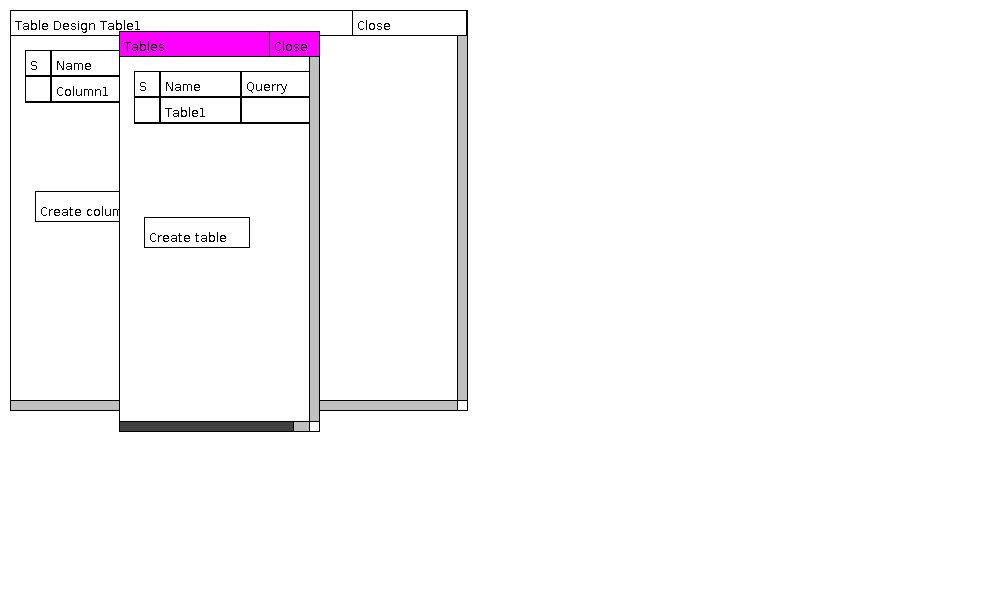 Table Design Table1 Close
Tables Close
S Name
Column1
S Name Querry
Table1
Create colum
Create table